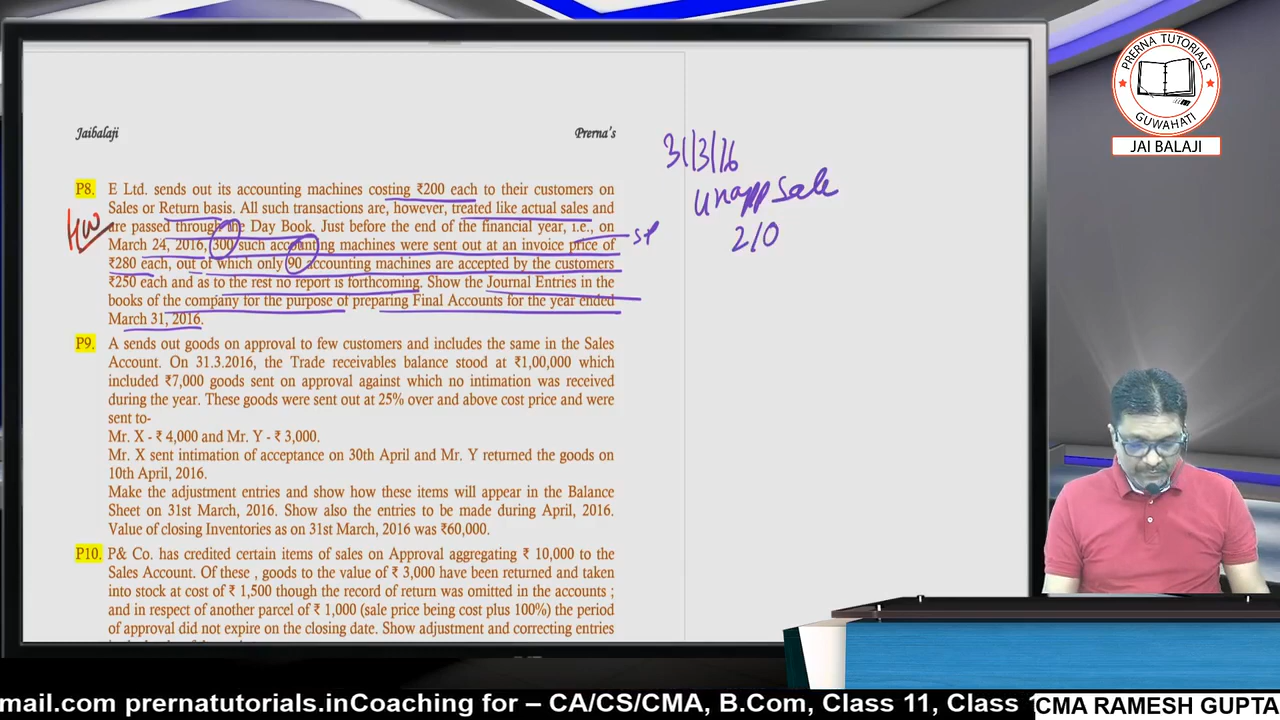 Jaibalaji
Prerna's
P8. E Ltd. sends out its accounting machines costing ₹200 each to their customers on
Sales or Return basis. All such transactions are, however, treated like actual sales and
are passed through the Day Book. Just before the end of the financial year, i.e., on
March 24, 2016, 300 such accounting machines were sent out at an invoice price of
₹280 each, out of which only 90 accounting machines are accepted by the customers
₹250 each and as to the rest no report is forthcoming. Show the Journal Entries in the
books of the company for the purpose of preparing Final Accounts for the year ended
March 31, 2016.
HW
SP
31/3/16
Unapp Sale
210
P9. A sends out goods on approval to few customers and includes the same in the Sales
Account. On 31.3.2016, the Trade receivables balance stood at ₹1,00,000 which
included ₹7,000 goods sent on approval against which no intimation was received
during the year. These goods were sent out at 25% over and above cost price and were
sent to-
Mr. X - ₹ 4,000 and Mr. Y - ₹ 3,000.
Mr. X sent intimation of acceptance on 30th April and Mr. Y returned the goods on
10th April, 2016.
Make the adjustment entries and show how these items will appear in the Balance
Sheet on 31st March, 2016. Show also the entries to be made during April, 2016.
Value of closing Inventories as on 31st March, 2016 was ₹60,000.
P10. P& Co. has credited certain items of sales on Approval aggregating ₹ 10,000 to the
Sales Account. Of these , goods to the value of ₹ 3,000 have been returned and taken
into stock at cost of ₹ 1,500 though the record of return was omitted in the accounts ;
and in respect of another parcel of ₹ 1,000 (sale price being cost plus 100%) the period
of approval did not expire on the closing date. Show adjustment and correcting entries
PRERNA TUTORIALS
GUWAHATI
JAI BALAJI
mail.com prernatutorials.inCoaching for – CA/CS/CMA, B.Com, Class 11, Class 1
CMA RAMESH GUPTA